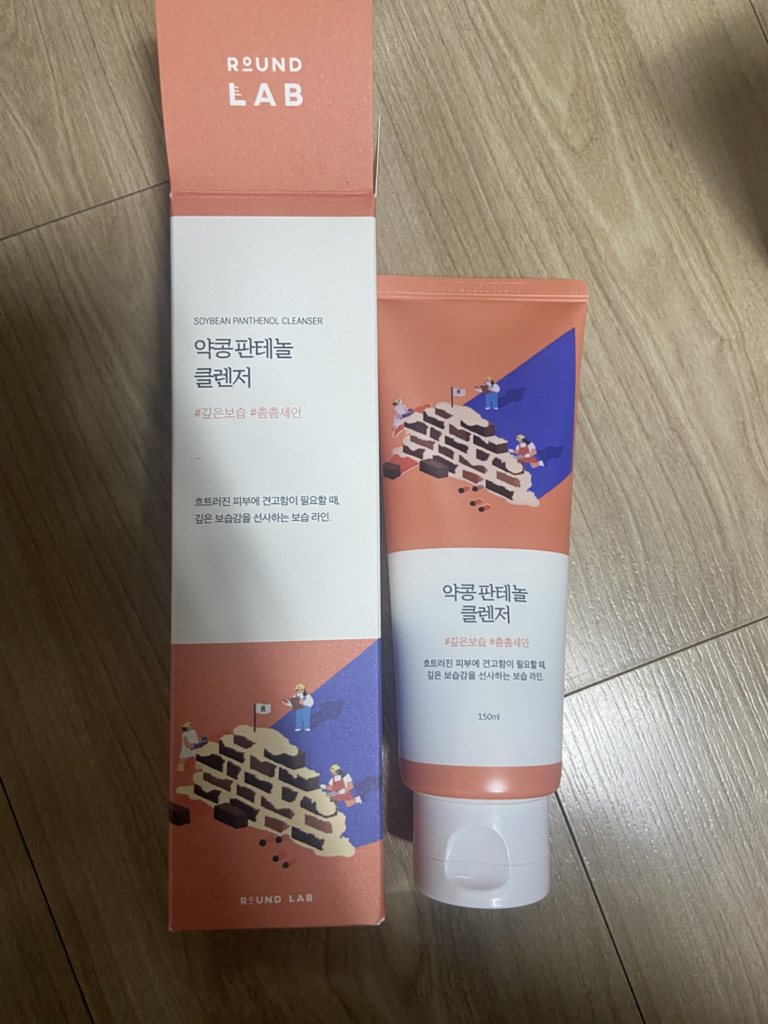 ROUND
LAB
SOYBEAN PANTHENOL CLEANSER
약콩 판테놀
클렌저
#깊은보습 #촘촘세안
흐트러진 피부에 견고함이 필요할 때,
깊은 보습감을 선사하는 보습 라인.
R
ROUND LAB
R
약콩 판테놀
클렌저
#깊은보습 #촘촘세안
흐트러진 피부에 견고함이 필요할 때,
깊은 보습감을 선사하는 보습 라인.
150ml